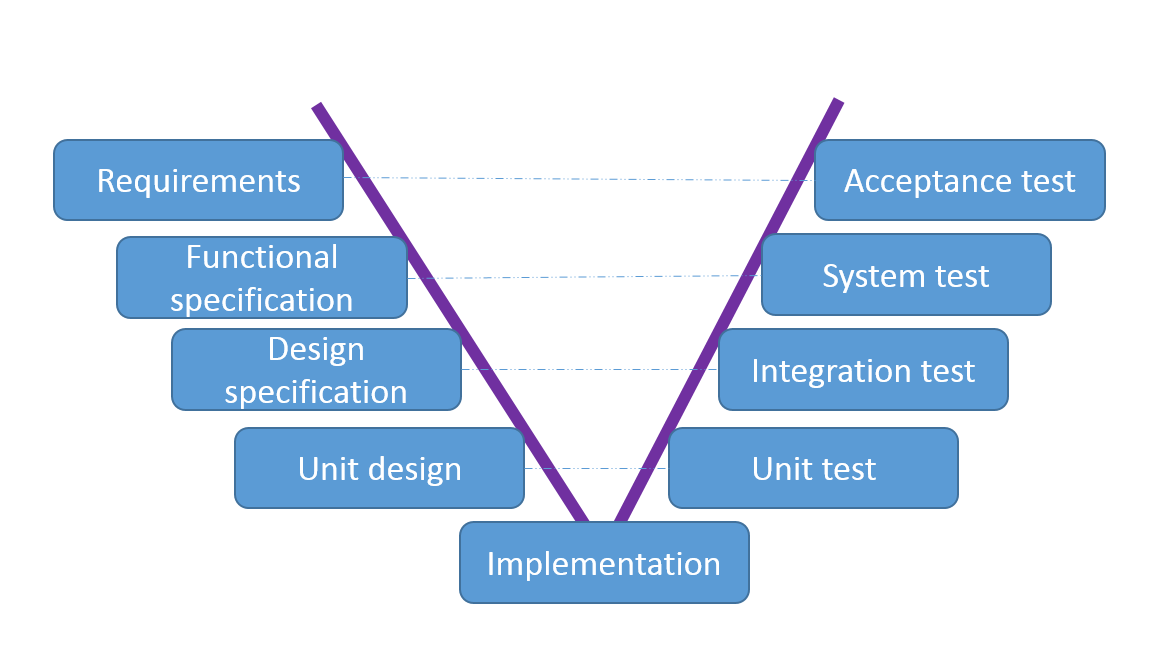 Requirements
Acceptance test
Functional
specification
System test
Design
specification
Integration test
Unit design
Unit test
Implementation